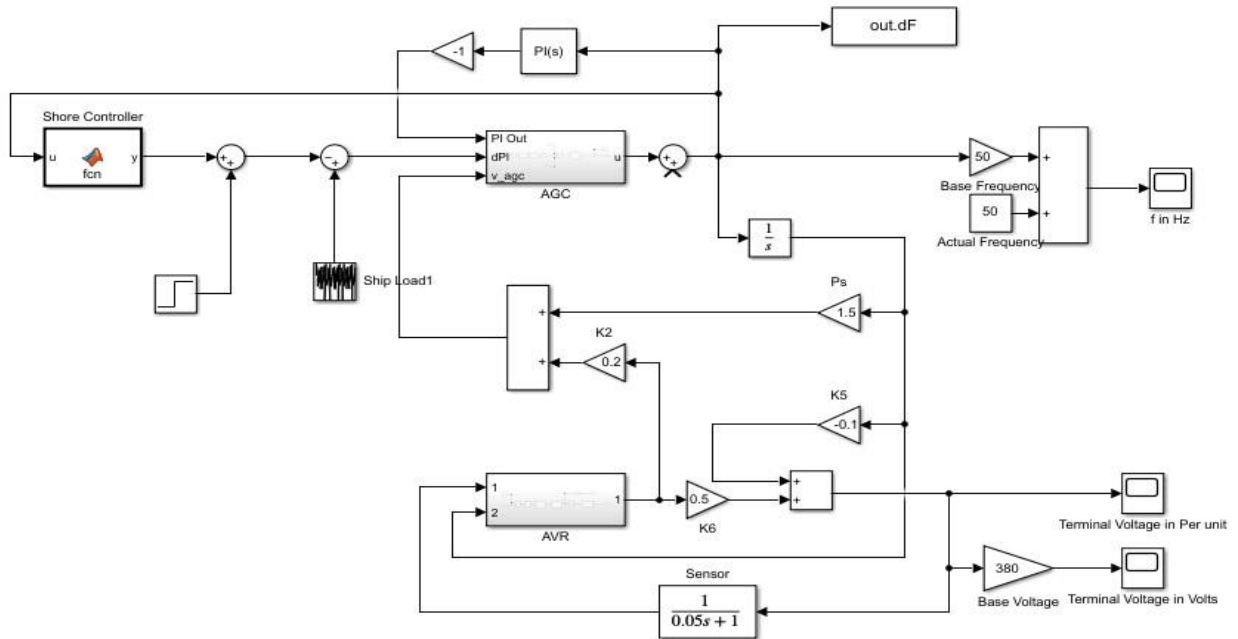 out.dF
-1
PI(s)
Shore Controller
u
fcn
y
+
+
-
+
PI Out
dPI
v_agc
u
AGC
+
+
50
Base Frequency
50
Actual Frequency
+
+
f in Hz
1
s
Ship Load1
Ps
1.5
+
+
K2
0.2
K5
-0.1
1
2
1
AVR
0.5
K6
+
+
Terminal Voltage in Per unit
380
Base Voltage
Terminal Voltage in Volts
Sensor
1
0.05s + 1